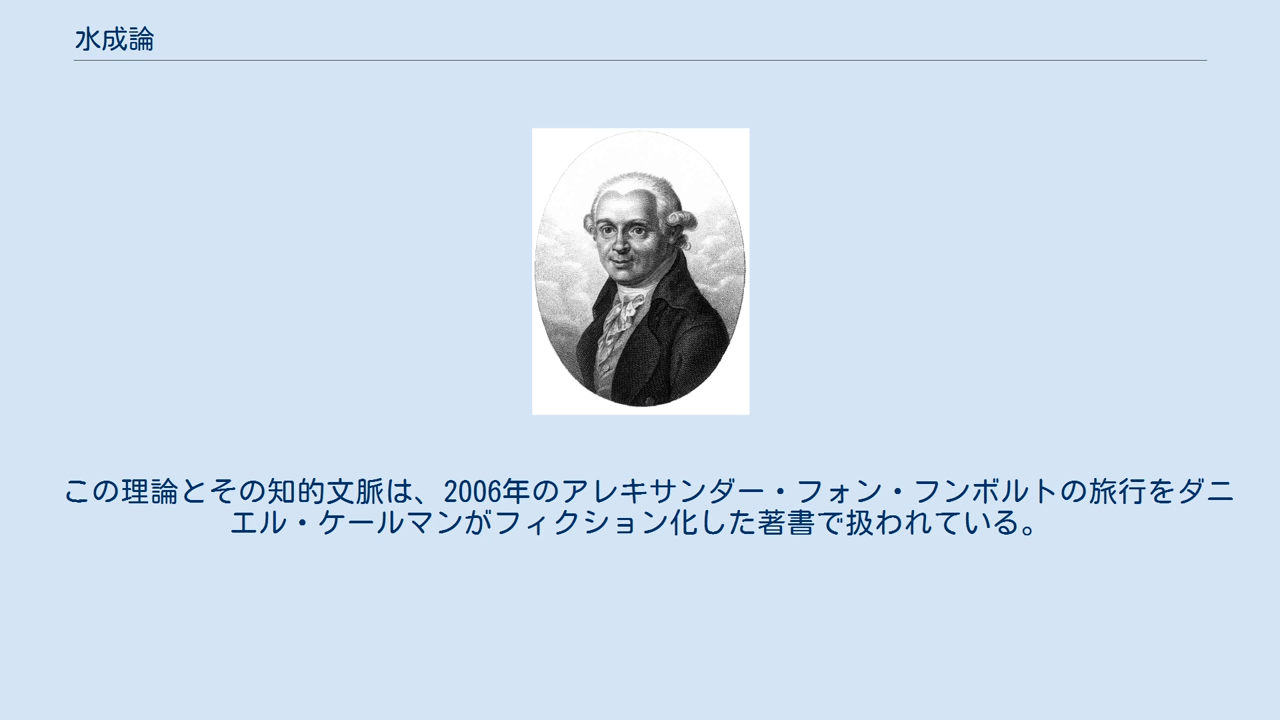 水成論
この理論とその知的文脈は、2006年のアレキサンダー・フォン・フンボルトの旅行をダニ
エル・ケールマンがフィクション化した著書で扱われている。